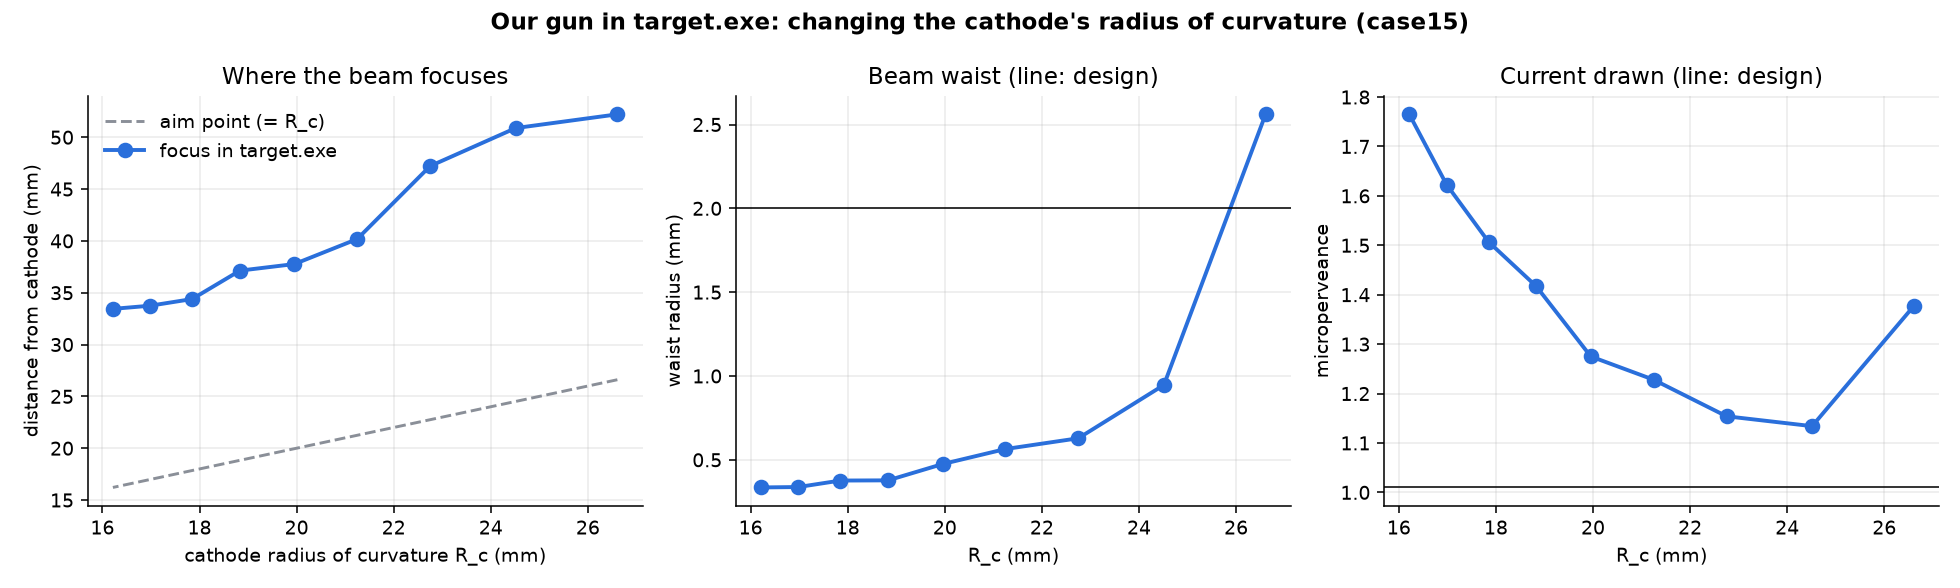 Our gun in target.exe: changing the cathode's radius of curvature (case15)
Where the beam focuses
aim point (= R_c)
focus in target.exe
distance from cathode (mm)
50
45
40
35
30
25
20
15
16 18 20 22 24 26
cathode radius of curvature R_c (mm)
Beam waist (line: design)
waist radius (mm)
2.5
2.0
1.5
1.0
0.5
16 18 20 22 24 26
R_c (mm)
Current drawn (line: design)
microperveance
1.8
1.7
1.6
1.5
1.4
1.3
1.2
1.1
1.0
16 18 20 22 24 26
R_c (mm)